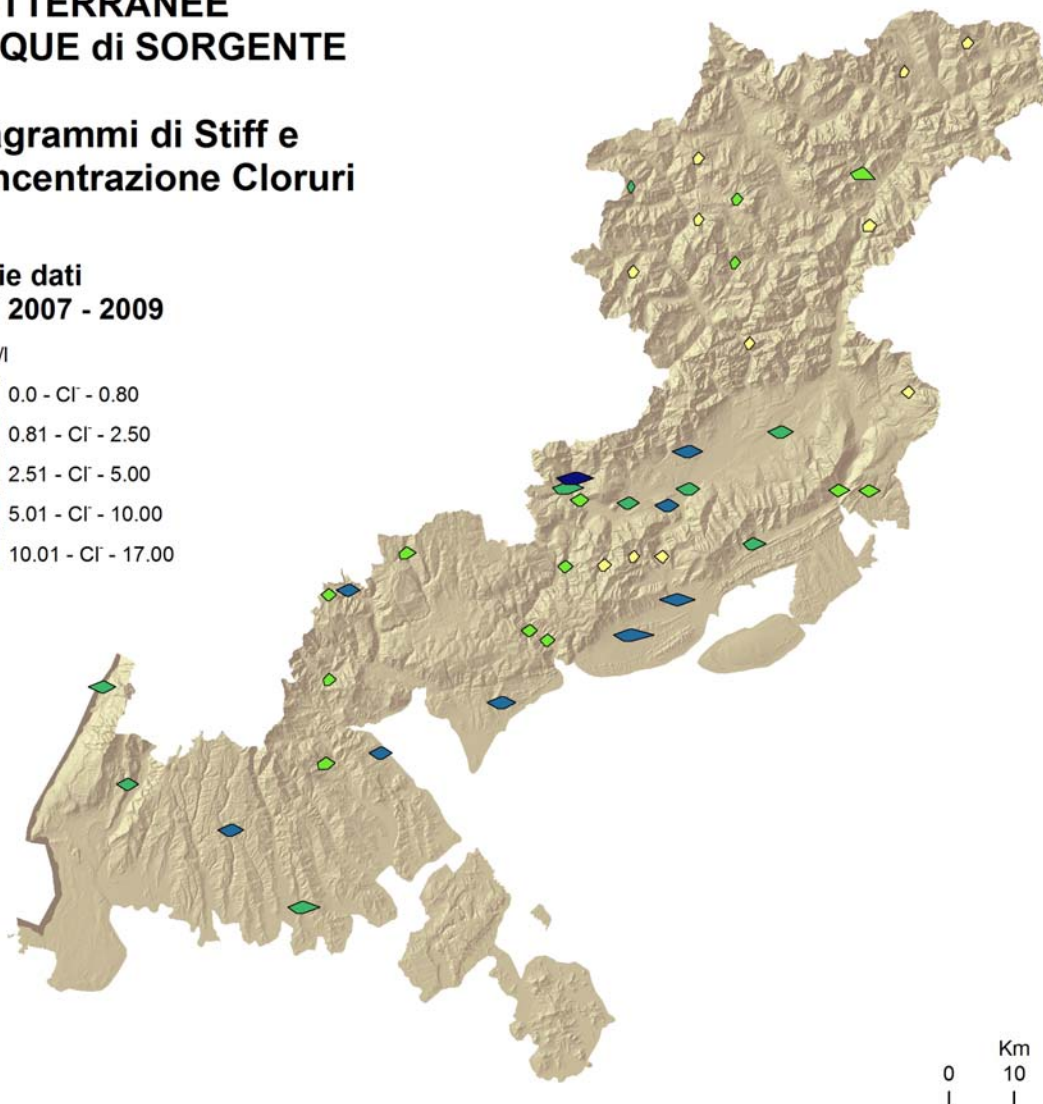 TTERRANEE
QUE di SORGENTE
grammi di Stiff e
ncentrazione Cloruri
ie dati
2007 - 2009
/l
0.0 - Cl⁻ - 0.80
0.81 - Cl⁻ - 2.50
2.51 - Cl⁻ - 5.00
5.01 - Cl⁻ - 10.00
10.01 - Cl⁻ - 17.00
Km
0 10